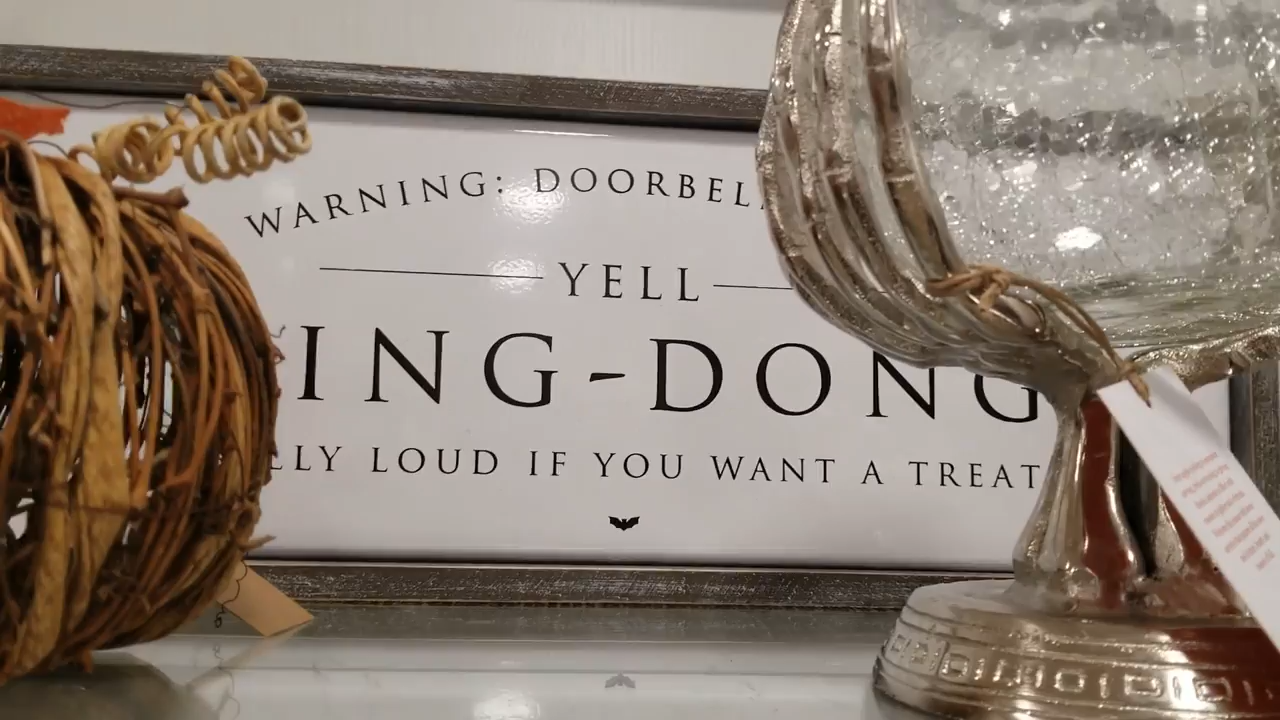 WARNING: DOORBEL
YELL
ING-DONG
LLY LOUD IF YOU WANT A TREAT